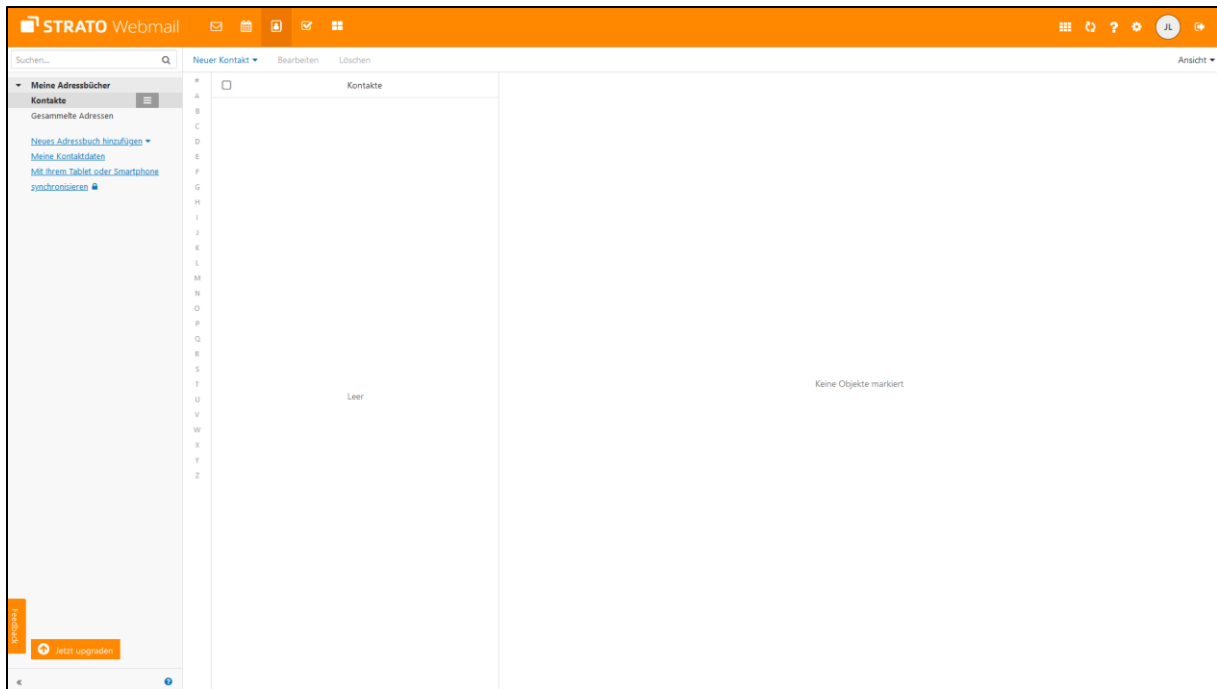 STRATO Webmail
JL
Suchen...
Neuer Kontakt
Bearbeiten
Löschen
Ansicht
Meine Adressbücher
Kontakte
Gesammelte Adressen
Neues Adressbuch hinzufügen
Meine Kontaktdaten
Mit Ihrem Tablet oder Smartphone
synchronisieren
#
A
B
C
D
E
F
G
H
I
J
K
L
M
N
O
P
Q
R
S
T
U
V
W
X
Y
Z
Kontakte
Leer
Keine Objekte markiert
Feedback
Jetzt upgraden